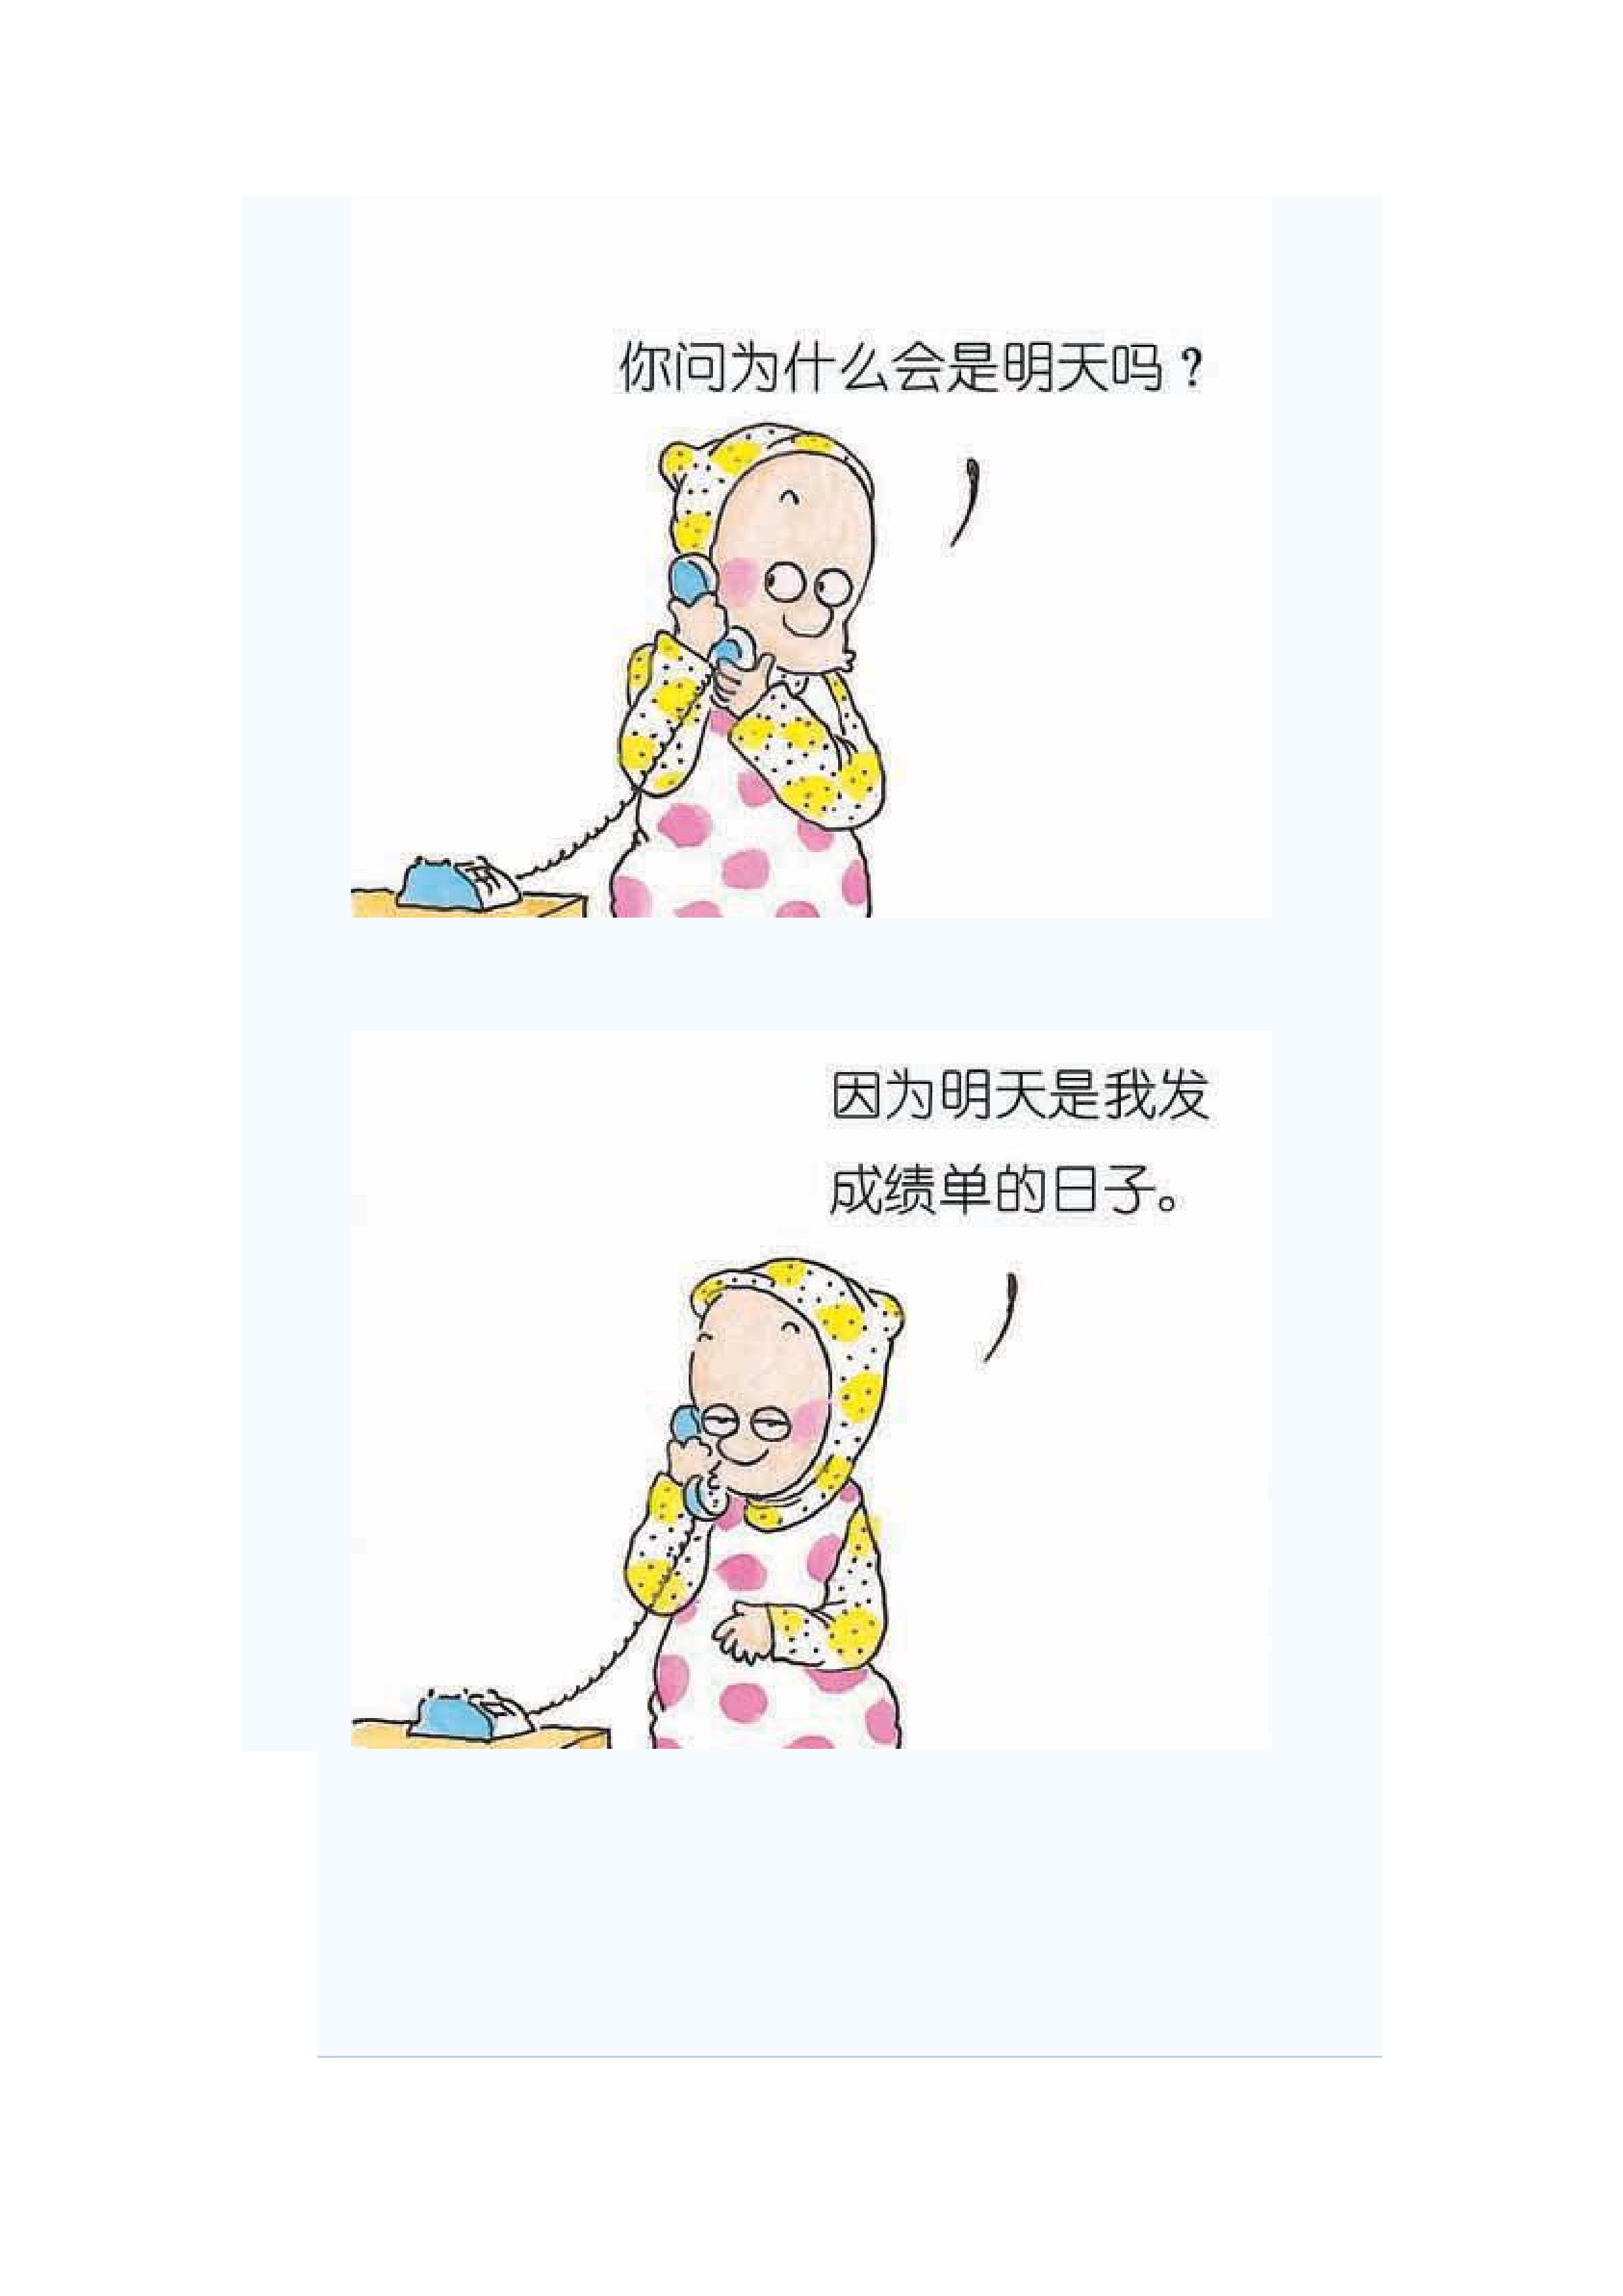 你问为什么会是明天吗？
因为明天是我发
成绩单的日子。